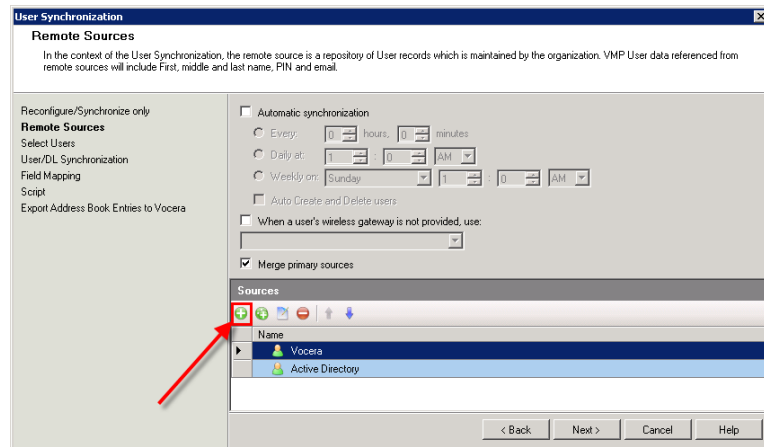 User Synchronization
Remote Sources
In the context of the User Synchronization, the remote source is a repository of User records which is maintained by the organization. VMP User data referenced from
remote sources will include First, middle and last name, PIN and email.
Reconfigure/Synchronize only
Remote Sources
Select Users
User/DL Synchronization
Field Mapping
Script
Export Address Book Entries to Vocera
Automatic synchronization
Every: 0 hours, 0 minutes
Daily at: 1 : 0 AM
Weekly on: Sunday 1 : 0 AM
Auto Create and Delete users
When a user's wireless gateway is not provided, use:
Merge primary sources
Sources
Name
Vocera
Active Directory
< Back Next > Cancel Help